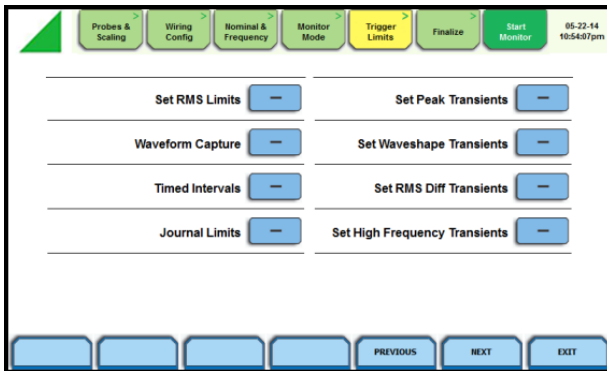 Probes & Scaling
Wiring Config
Nominal & Frequency
Monitor Mode
Trigger Limits
Finalize
Start Monitor
05-22-14
10:54:07pm
Set RMS Limits
Set Peak Transients
Waveform Capture
Set Waveshape Transients
Timed Intervals
Set RMS Diff Transients
Journal Limits
Set High Frequency Transients
PREVIOUS
NEXT
EXIT